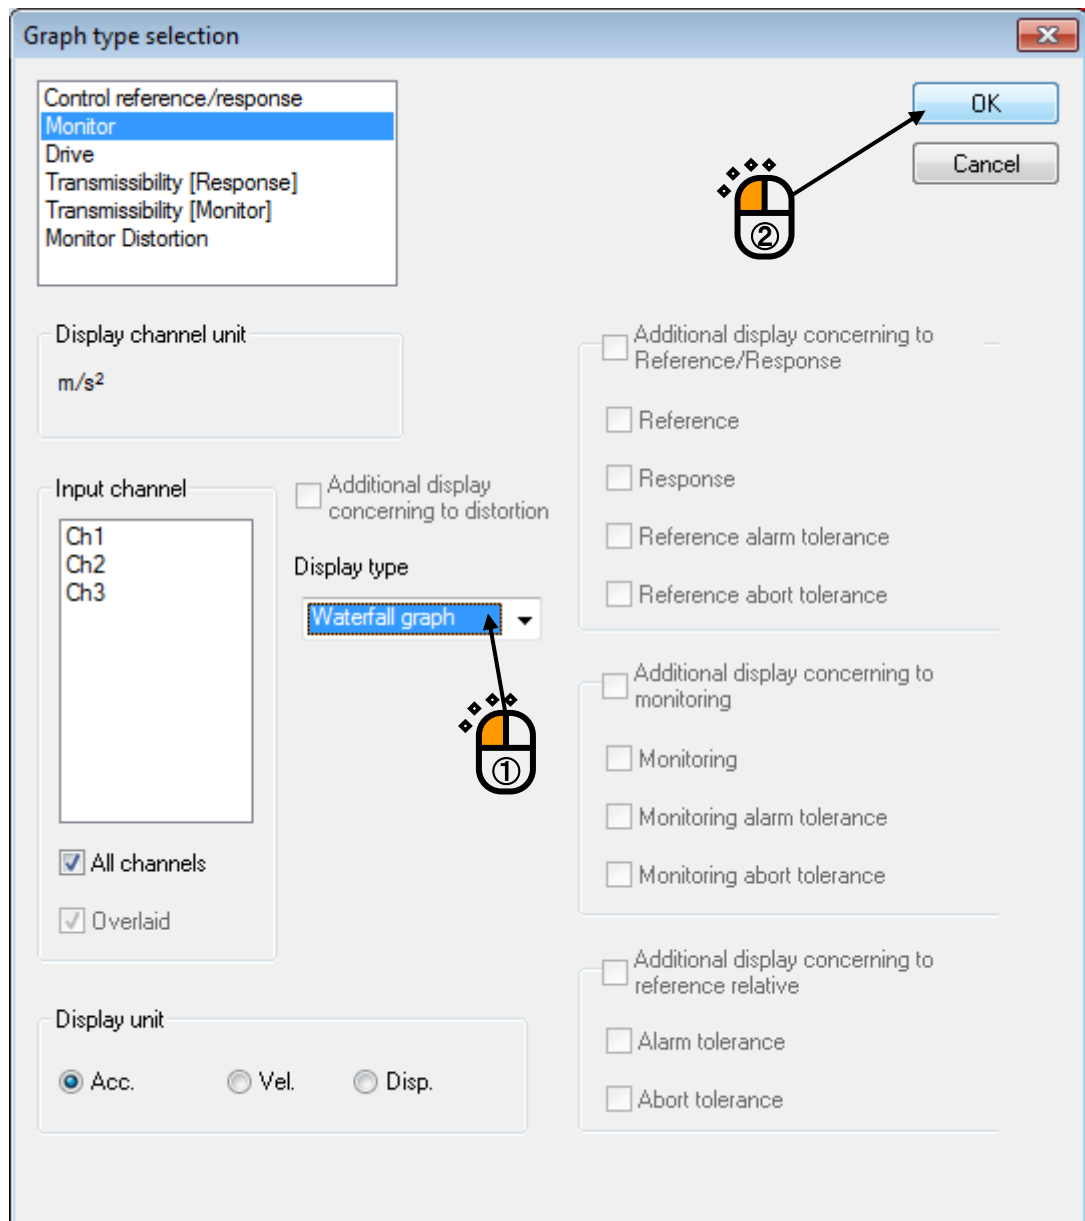 Graph type selection
Control reference/response
Monitor
Drive
Transmissibility [Response]
Transmissibility [Monitor]
Monitor Distortion
OK
Cancel
②
Display channel unit
m/s²
Additional display concerning to
Reference/Response
Reference
Response
Reference alarm tolerance
Reference abort tolerance
Input channel
Ch1
Ch2
Ch3
All channels
Overlaid
Additional display
concerning to distortion
Display type
Waterfall graph
①
Additional display concerning to
monitoring
Monitoring
Monitoring alarm tolerance
Monitoring abort tolerance
Additional display concerning to
reference relative
Alarm tolerance
Abort tolerance
Display unit
Acc.
Vel.
Disp.